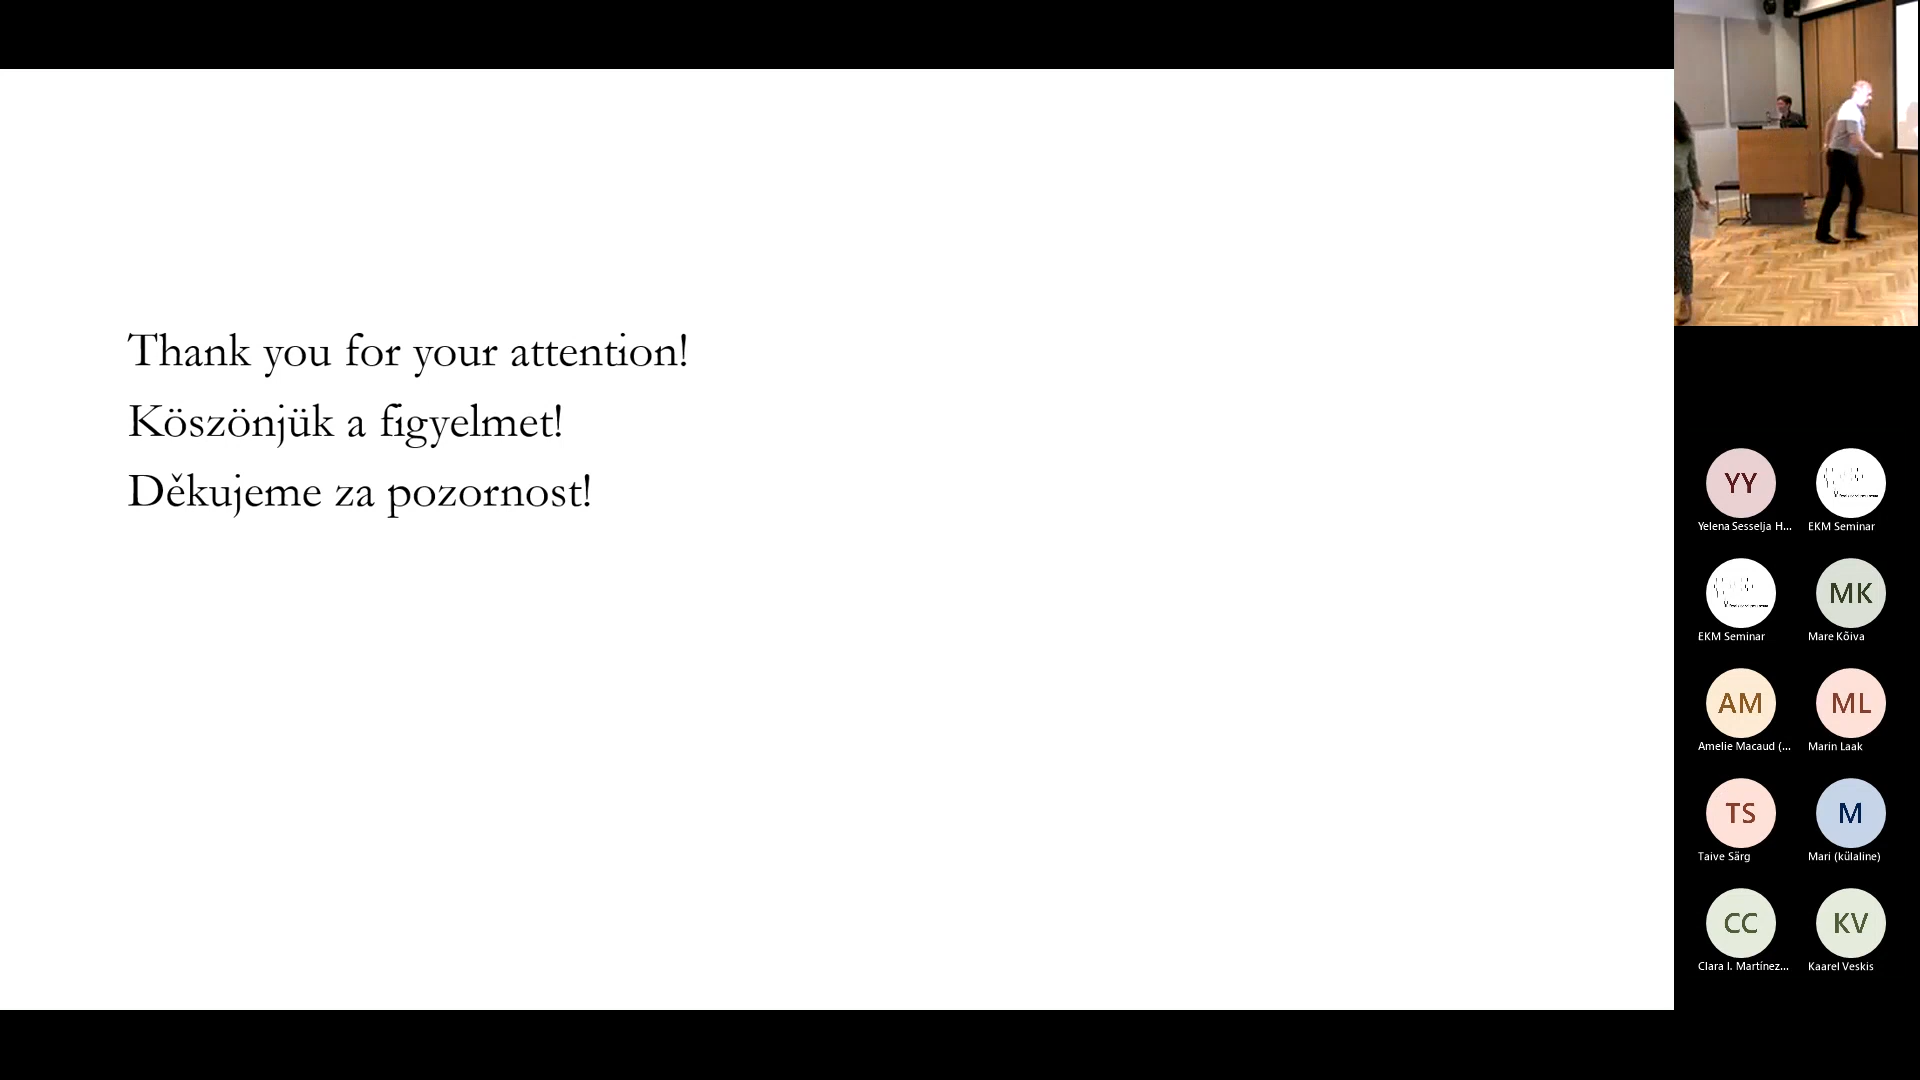 Thank you for your attention!
Köszönjük a figyelmet!
Děkujeme za pozornost!
YY
Yelena Sesselja H...
EKM Seminar
EKM Seminar
MK
Mare Kõiva
AM
Amelie Macaud (...
ML
Marin Laak
TS
Taive Särg
M
Mari (külaline)
CC
Clara I. Martínez...
KV
Kaarel Veskis